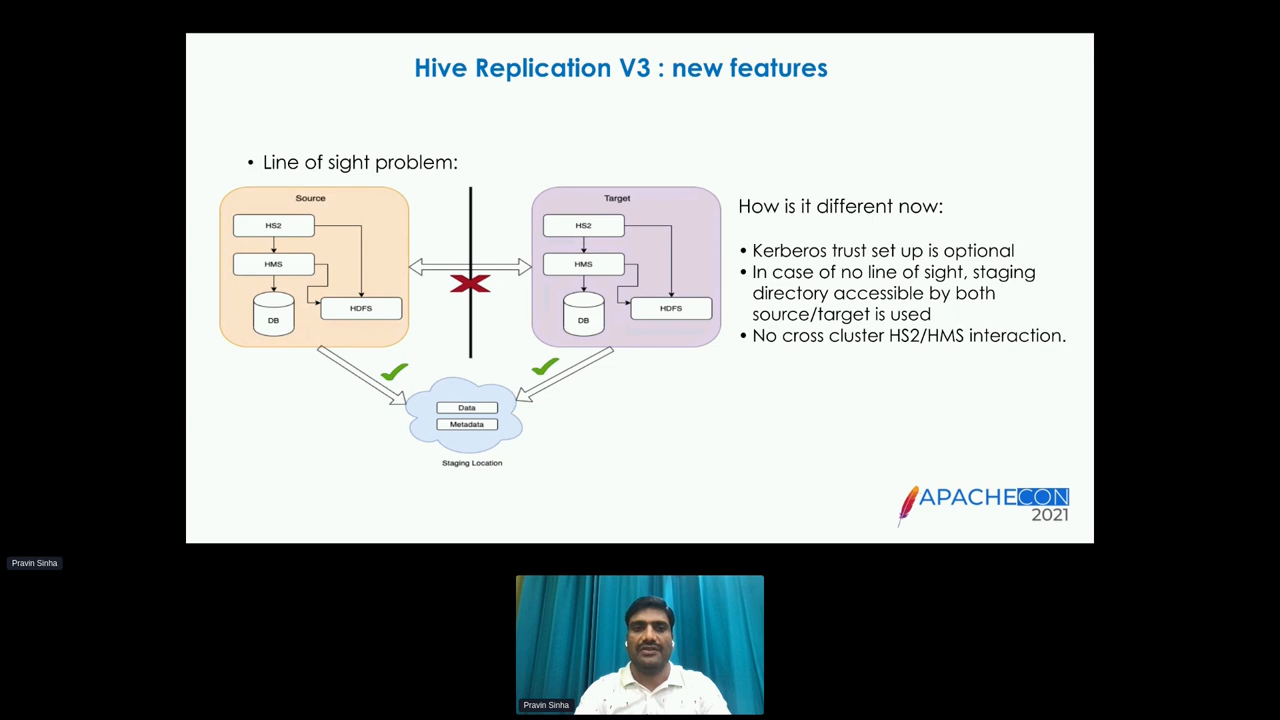 Hive Replication V3 : new features
• Line of sight problem:
Source
HS2
HMS
DB
HDFS
Target
HS2
HMS
DB
HDFS
Data
Metadata
Staging Location
How is it different now:
• Kerberos trust set up is optional
• In case of no line of sight, staging
directory accessible by both
source/target is used
• No cross cluster HS2/HMS interaction.
APACHECON
2021
Pravin Sinha
Pravin Sinha